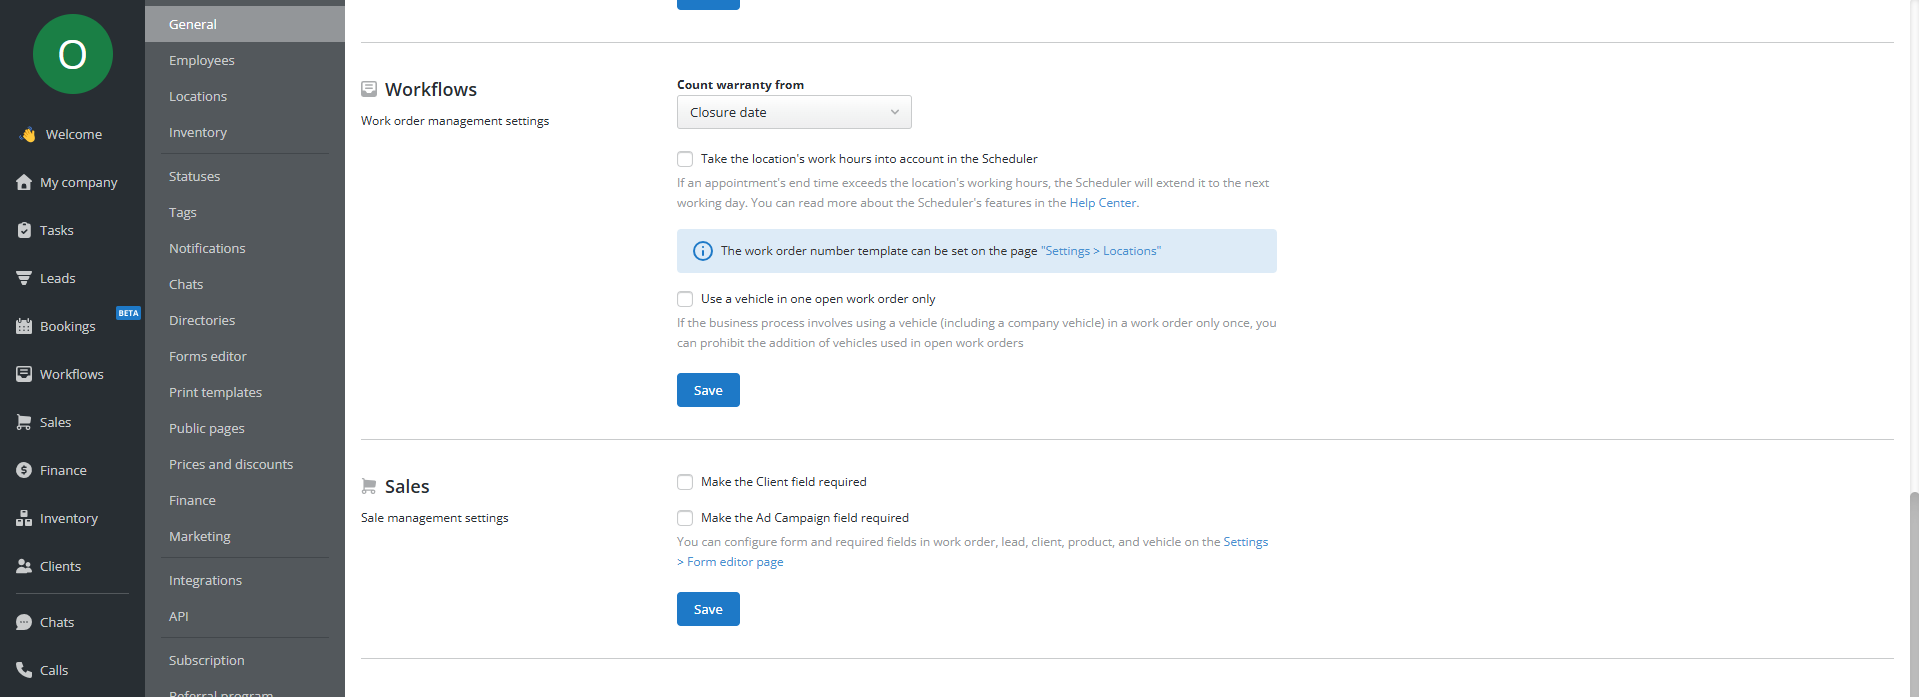 O
Welcome
My company
Tasks
Leads
Bookings
BETA
Workflows
Sales
Finance
Inventory
Clients
Chats
Calls
General
Employees
Locations
Inventory
Statuses
Tags
Notifications
Chats
Directories
Forms editor
Print templates
Public pages
Prices and discounts
Finance
Marketing
Integrations
API
Subscription
Referral program
Workflows
Work order management settings
Count warranty from
Closure date
Take the location's work hours into account in the Scheduler
If an appointment's end time exceeds the location's working hours, the Scheduler will extend it to the next
working day. You can read more about the Scheduler's features in the Help Center.
The work order number template can be set on the page "Settings > Locations"
Use a vehicle in one open work order only
If the business process involves using a vehicle (including a company vehicle) in a work order only once, you
can prohibit the addition of vehicles used in open work orders
Save
Sales
Sale management settings
Make the Client field required
Make the Ad Campaign field required
You can configure form and required fields in work order, lead, client, product, and vehicle on the Settings
> Form editor page
Save